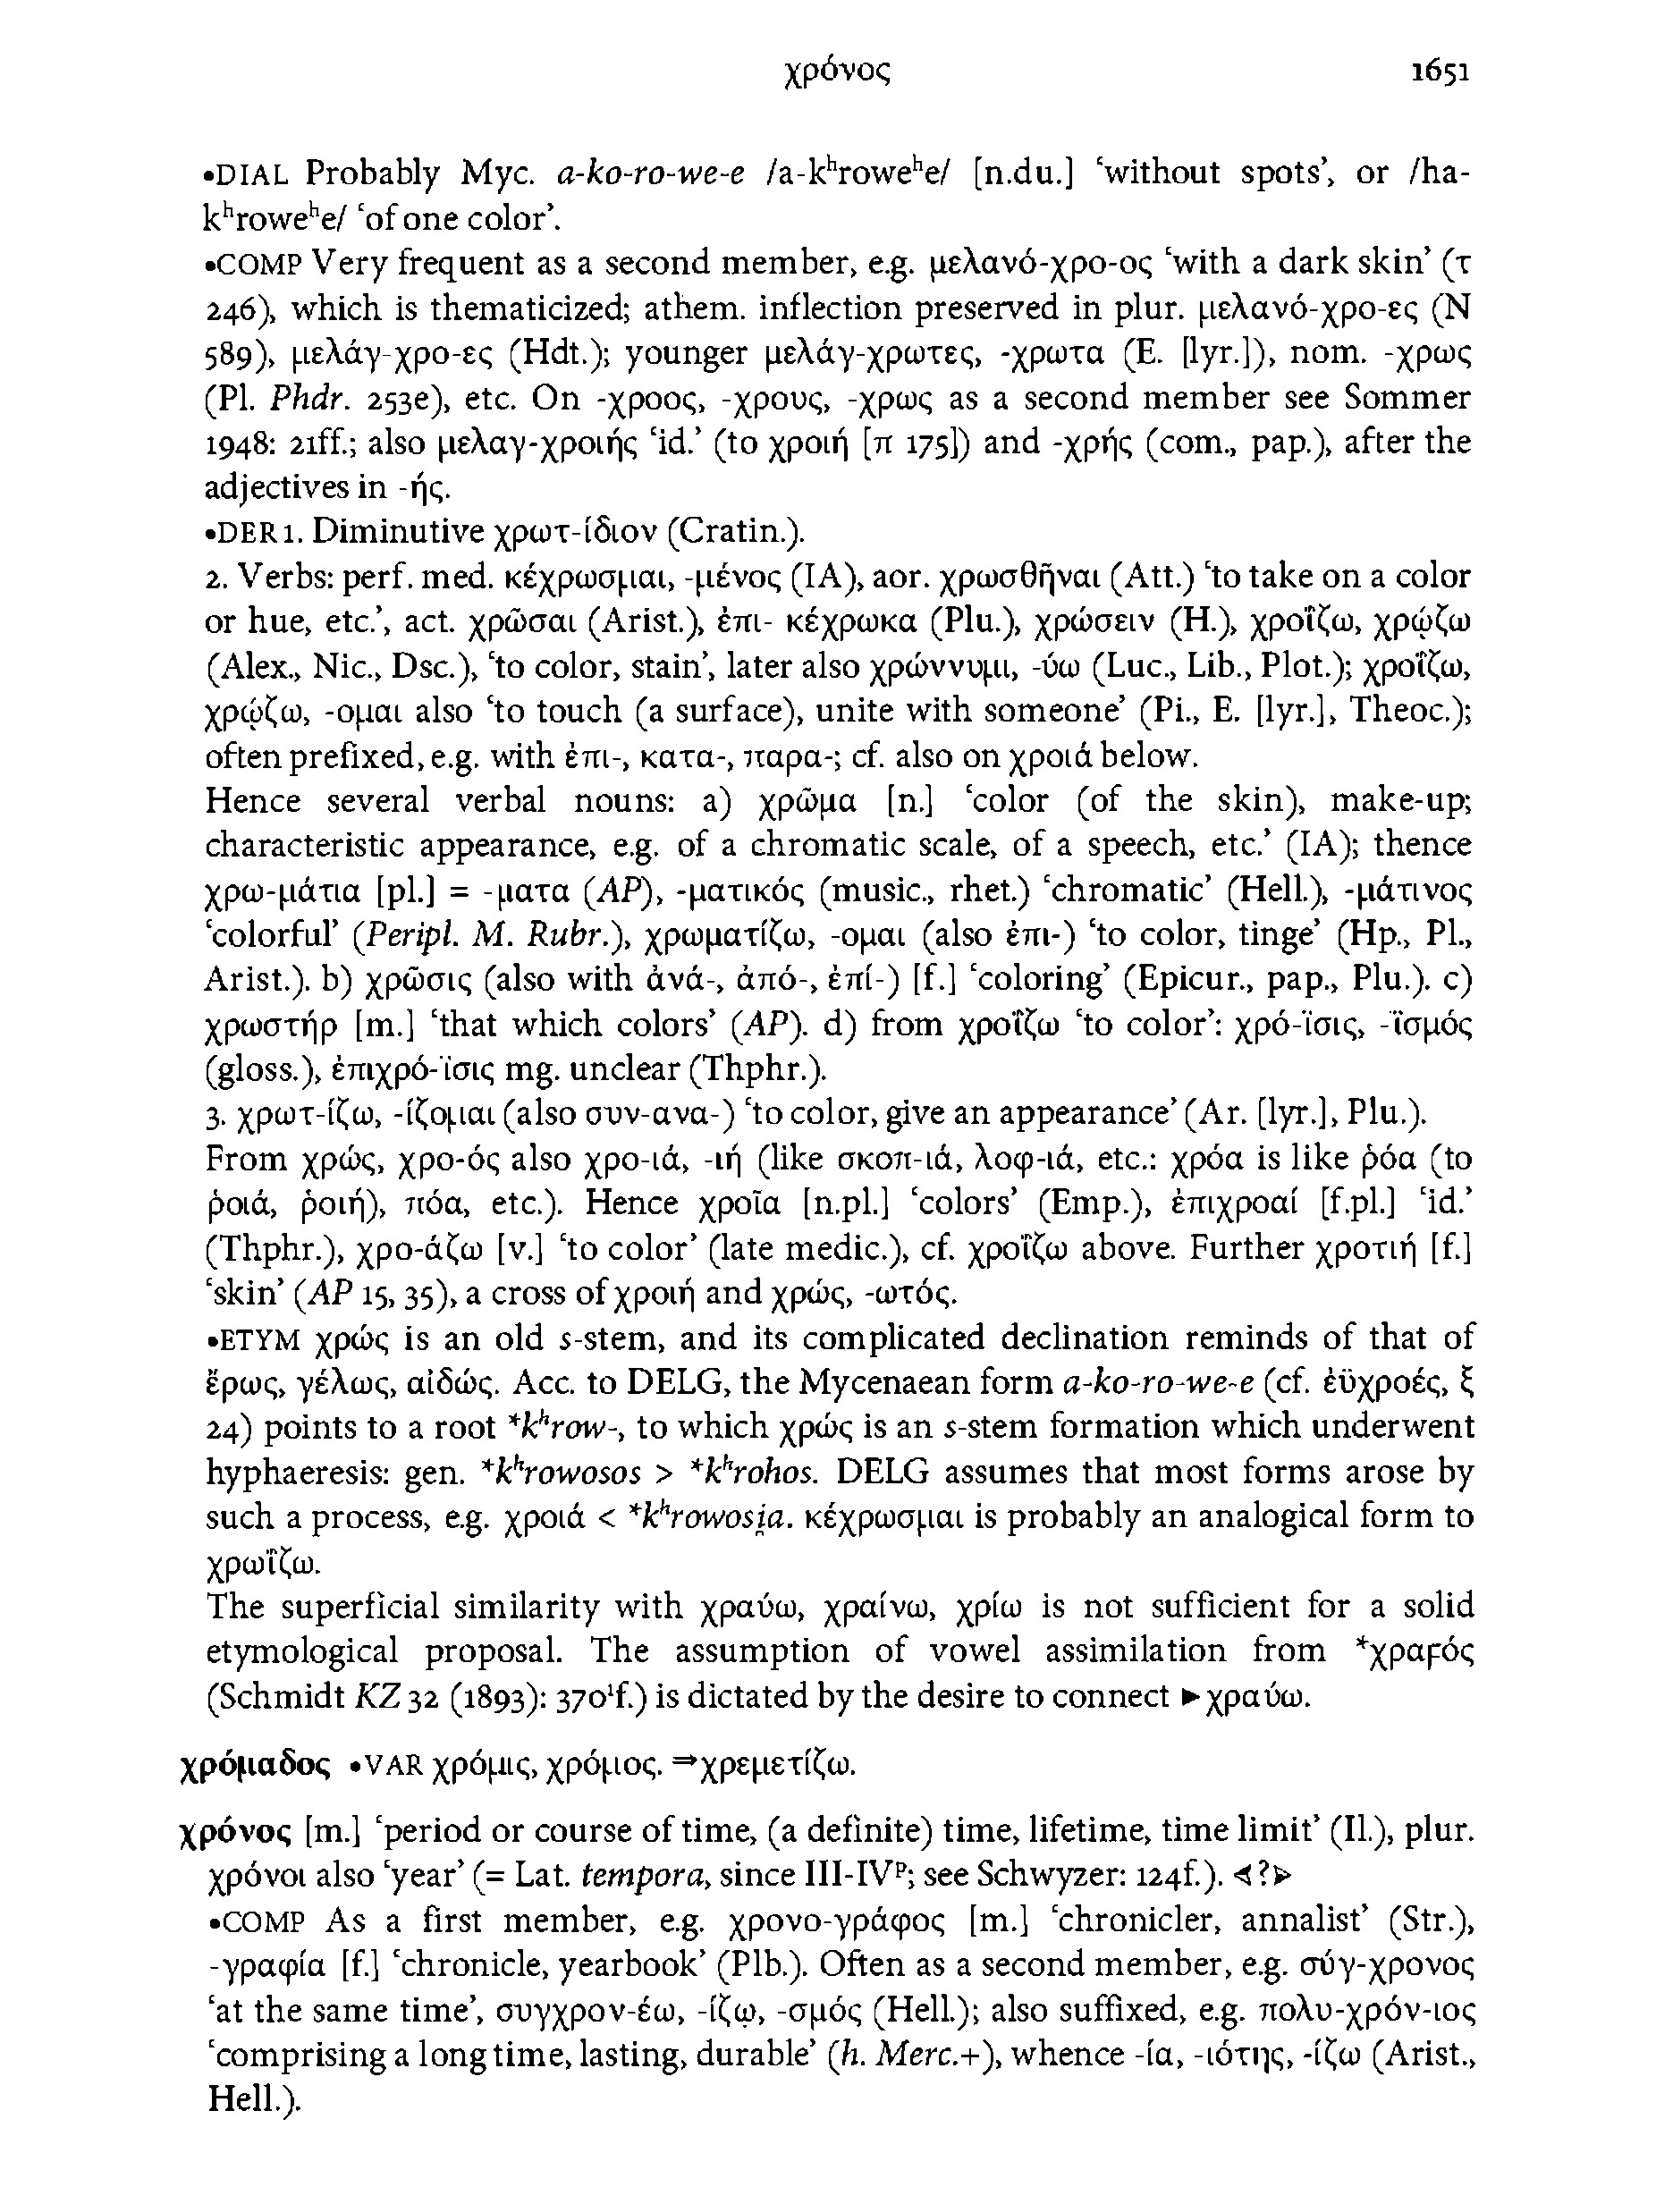 χρόνος 1651
•DIAL Probably Myc. a-ko-ro-we-e /a-kʰroweʰe/ [n.du.] ‘without spots’, or /ha-
kʰroweʰe/ ‘of one color’.
•COMP Very frequent as a second member, e.g. μελανό-χρο-ος ‘with a dark skin’ (τ
246), which is thematicized; athem. inflection preserved in plur. μελανό-χρο-ες (Ν
589), μελάγ-χρο-ες (Hdt.); younger μελάγ-χρωτες, -χρωτα (E. [lyr.]), nom. -χρως
(Pl. Phdr. 253e), etc. On -χροος, -χρους, -χρως as a second member see Sommer
1948: 21ff.; also μελαγ-χροιής ‘id.’ (to χροιή [π 175]) and -χρής (com., pap.), after the
adjectives in -ής.
•DER 1. Diminutive χρωτ-ίδιον (Cratin.).
2. Verbs: perf. med. κέχρωσμαι, -μένος (IA), aor. χρωσθῆναι (Att.) ‘to take on a color
or hue, etc.’, act. χρῶσαι (Arist.), ἐπι- κέχρωκα (Plu.), χρώσειν (H.), χροΐζω, χρῴζω
(Alex., Nic., Dsc.), ‘to color, stain’, later also χρώννυμι, -ύω (Luc., Lib., Plot.); χροΐζω,
χρῴζω, -ομαι also ‘to touch (a surface), unite with someone’ (Pi., E. [lyr.], Theoc.);
often prefixed, e.g. with ἐπι-, κατα-, παρα-; cf. also on χροιά below.
Hence several verbal nouns: a) χρῶμα [n.] ‘color (of the skin), make-up;
characteristic appearance, e.g. of a chromatic scale, of a speech, etc.’ (IA); thence
χρω-μάτια [pl.] = -ματα (AP), -ματικός (music., rhet.) ‘chromatic’ (Hell.), -μάτινος
‘colorful’ (Peripl. M. Rubr.), χρωματίζω, -ομαι (also ἐπι-) ‘to color, tinge’ (Hp., Pl.,
Arist.). b) χρῶσις (also with ἀνά-, ἀπό-, ἐπί-) [f.] ‘coloring’ (Epicur., pap., Plu.). c)
χρωστήρ [m.] ‘that which colors’ (AP). d) from χροΐζω ‘to color’: χρό-ϊσις, -ϊσμός
(gloss.), ἐπιχρό-ϊσις mg. unclear (Thphr.).
3. χρωτ-ίζω, -ίζομαι (also συν-ανα-) ‘to color, give an appearance’ (Ar. [lyr.], Plu.).
From χρώς, χρο-ός also χρο-ιά, -ιή (like σκοπ-ιά, λοφ-ιά, etc.: χρόα is like ῥόα (to
ῥοιά, ῥοιή), πόα, etc.). Hence χροῖα [n.pl.] ‘colors’ (Emp.), ἐπιχροαί [f.pl.] ‘id.’
(Thphr.), χρο-άζω [v.] ‘to color’ (late medic.), cf. χροΐζω above. Further χροτιή [f.]
‘skin’ (AP 15, 35), a cross of χροιή and χρώς, -ωτός.
•ETYM χρώς is an old s-stem, and its complicated declination reminds of that of
ἔρως, γέλως, αἰδώς. Acc. to DELG, the Mycenaean form a-ko-ro-we-e (cf. ἐϋχροές, ξ
24) points to a root *kʰrow-, to which χρώς is an s-stem formation which underwent
hyphaeresis: gen. *kʰrowosos > *kʰrohos. DELG assumes that most forms arose by
such a process, e.g. χροιά < *kʰrowosi̯a. κέχρωσμαι is probably an analogical form to
χρωΐζω.
The superficial similarity with χραύω, χραίνω, χρίω is not sufficient for a solid
etymological proposal. The assumption of vowel assimilation from *χραϝός
(Schmidt KZ 32 (1893): 370¹f.) is dictated by the desire to connect ►χραύω.
χρόμαδος •VAR χρόμις, χρόμος. ⇒χρεμετίζω.
χρόνος [m.] ‘period or course of time, (a definite) time, lifetime, time limit’ (Il.), plur.
χρόνοι also ‘year’ (= Lat. tempora, since III-IVᵖ; see Schwyzer: 124f.). ⊲?⊳
•COMP As a first member, e.g. χρονο-γράφος [m.] ‘chronicler, annalist’ (Str.),
-γραφία [f.] ‘chronicle, yearbook’ (Plb.). Often as a second member, e.g. σύγ-χρονος
‘at the same time’, συγχρον-έω, -ίζω, -σμός (Hell.); also suffixed, e.g. πολυ-χρόν-ιος
‘comprising a long time, lasting, durable’ (h. Merc.+), whence -ία, -ιότης, -ίζω (Arist.,
Hell.).